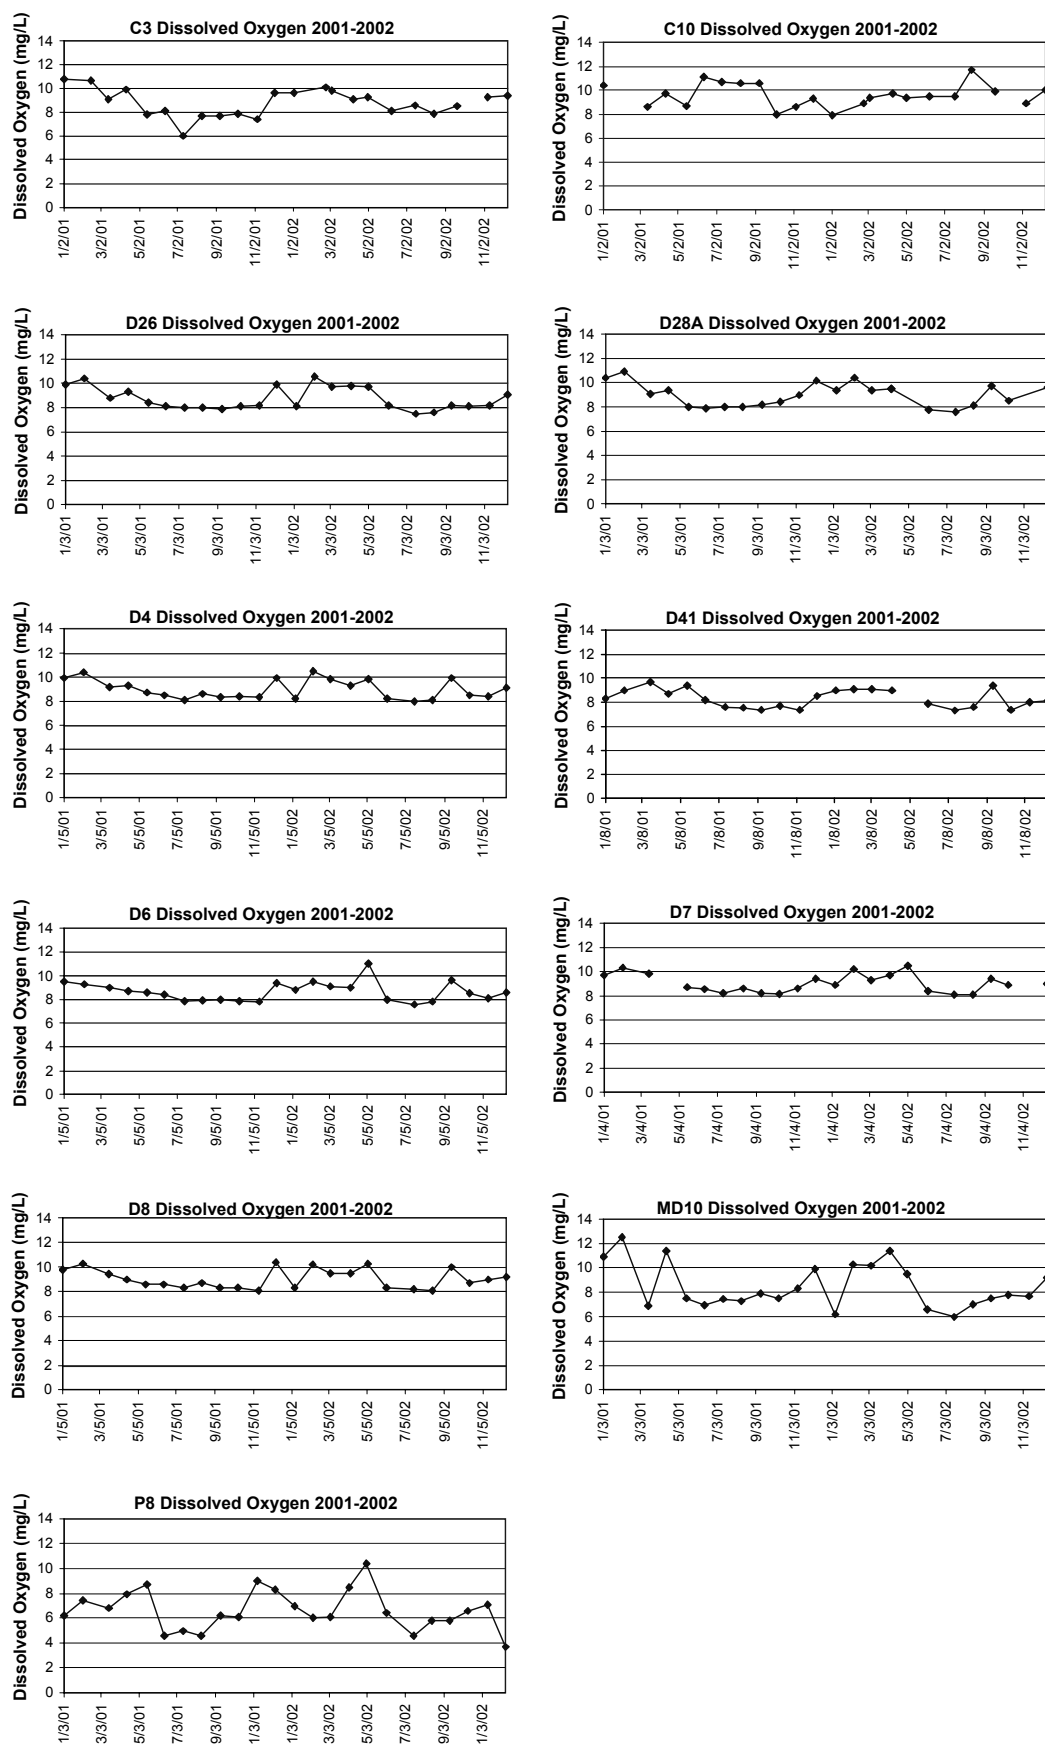 C3 Dissolved Oxygen 2001-2002
Dissolved Oxygen (mg/L)
14
12
10
8
6
4
2
0
1/2/01 3/2/01 5/2/01 7/2/01 9/2/01 11/2/01 1/2/02 3/2/02 5/2/02 7/2/02 9/2/02 11/2/02
C10 Dissolved Oxygen 2001-2002
Dissolved Oxygen (mg/L)
14
12
10
8
6
4
2
0
1/2/01 3/2/01 5/2/01 7/2/01 9/2/01 11/2/01 1/2/02 3/2/02 5/2/02 7/2/02 9/2/02 11/2/02
D26 Dissolved Oxygen 2001-2002
Dissolved Oxygen (mg/L)
14
12
10
8
6
4
2
0
1/3/01 3/3/01 5/3/01 7/3/01 9/3/01 11/3/01 1/3/02 3/3/02 5/3/02 7/3/02 9/3/02 11/3/02
D28A Dissolved Oxygen 2001-2002
Dissolved Oxygen (mg/L)
14
12
10
8
6
4
2
0
1/3/01 3/3/01 5/3/01 7/3/01 9/3/01 11/3/01 1/3/02 3/3/02 5/3/02 7/3/02 9/3/02 11/3/02
D4 Dissolved Oxygen 2001-2002
Dissolved Oxygen (mg/L)
14
12
10
8
6
4
2
0
1/5/01 3/5/01 5/5/01 7/5/01 9/5/01 11/5/01 1/5/02 3/5/02 5/5/02 7/5/02 9/5/02 11/5/02
D41 Dissolved Oxygen 2001-2002
Dissolved Oxygen (mg/L)
14
12
10
8
6
4
2
0
1/8/01 3/8/01 5/8/01 7/8/01 9/8/01 11/8/01 1/8/02 3/8/02 5/8/02 7/8/02 9/8/02 11/8/02
D6 Dissolved Oxygen 2001-2002
Dissolved Oxygen (mg/L)
14
12
10
8
6
4
2
0
1/5/01 3/5/01 5/5/01 7/5/01 9/5/01 11/5/01 1/5/02 3/5/02 5/5/02 7/5/02 9/5/02 11/5/02
D7 Dissolved Oxygen 2001-2002
Dissolved Oxygen (mg/L)
14
12
10
8
6
4
2
0
1/4/01 3/4/01 5/4/01 7/4/01 9/4/01 11/4/01 1/4/02 3/4/02 5/4/02 7/4/02 9/4/02 11/4/02
D8 Dissolved Oxygen 2001-2002
Dissolved Oxygen (mg/L)
14
12
10
8
6
4
2
0
1/5/01 3/5/01 5/5/01 7/5/01 9/5/01 11/5/01 1/5/02 3/5/02 5/5/02 7/5/02 9/5/02 11/5/02
MD10 Dissolved Oxygen 2001-2002
Dissolved Oxygen (mg/L)
14
12
10
8
6
4
2
0
1/3/01 3/3/01 5/3/01 7/3/01 9/3/01 11/3/01 1/3/02 3/3/02 5/3/02 7/3/02 9/3/02 11/3/02
P8 Dissolved Oxygen 2001-2002
Dissolved Oxygen (mg/L)
14
12
10
8
6
4
2
0
1/3/01 3/3/01 5/3/01 7/3/01 9/3/01 1/3/01 1/3/02 3/3/02 5/3/02 7/3/02 9/3/02 1/3/02